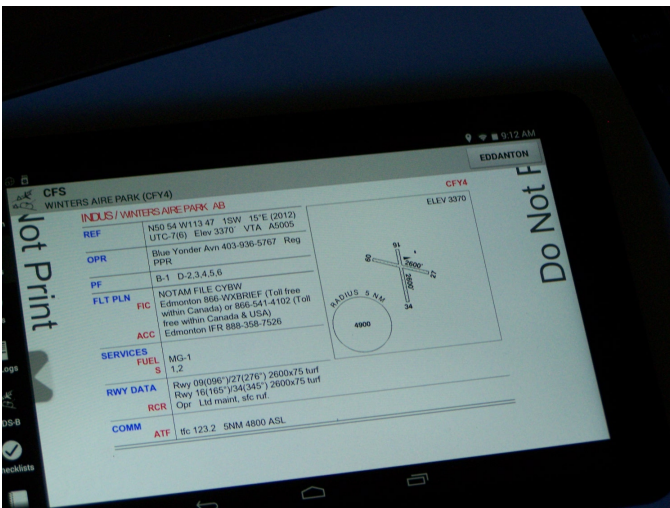 9:12 AM
CFS
WINTERS AIRE PARK (CFY4)
EDDANTON
Not Print
Do Not P
INDUS / WINTERS AIRE PARK AB
CFY4
REF
N50 54 W113 47 1SW 15°E (2012)
UTC-7(6) Elev 3370' VTA A5005
OPR
Blue Yonder Avn 403-936-5767 Reg
PPR
PF
B-1 D-2,3,4,5,6
FLT PLN
FIC
NOTAM FILE CYBW
Edmonton 866-WXBRIEF (Toll free
within Canada) or 866-541-4102 (Toll
free within Canada & USA)
ACC
Edmonton IFR 888-358-7526
SERVICES
FUEL
MG-1
S
1,2
RWY DATA
Rwy 09(096°)/27(276°) 2600x75 turf
Rwy 16(165°)/34(345°) 2600x75 turf
RCR
Opr Ltd maint, sfc ruf.
COMM
ATF
tfc 123.2 5NM 4800 ASL
ELEV 3370
2600'
2600'
27
34
RADIUS 5 NM
4900
ogs
DS-B
hecklists